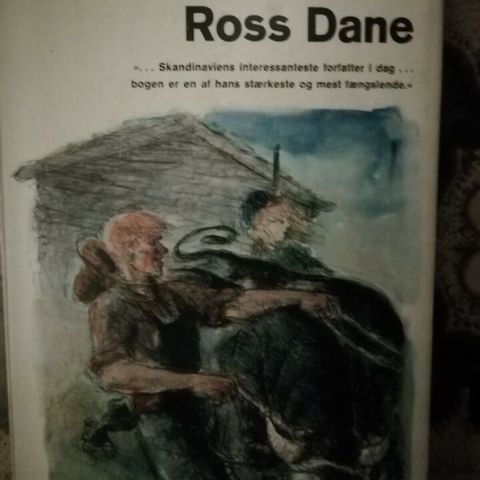 Ross Dane
». . . Skandinaviens interessanteste forfatter i dag . . .
bogen er en af hans stærkeste og mest fængslende.«